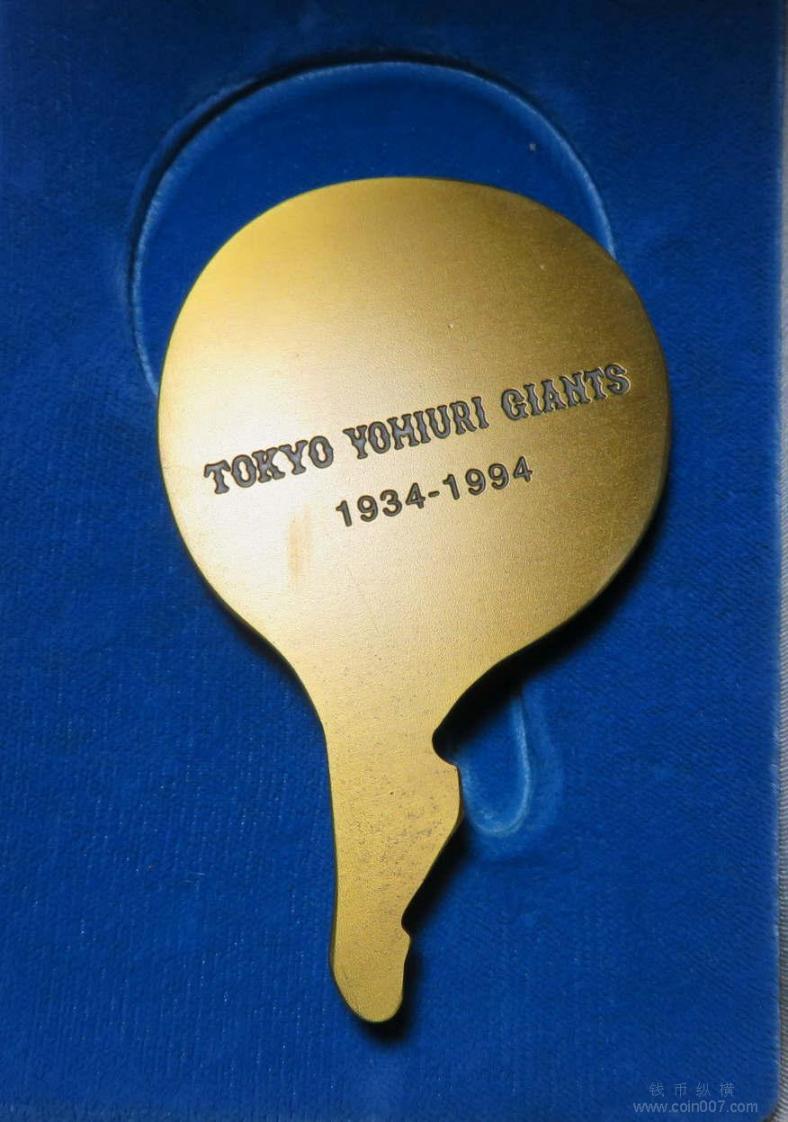 TOKYO YOMIURI GIANTS
1934-1994
钱币纵横
www.coin007.com